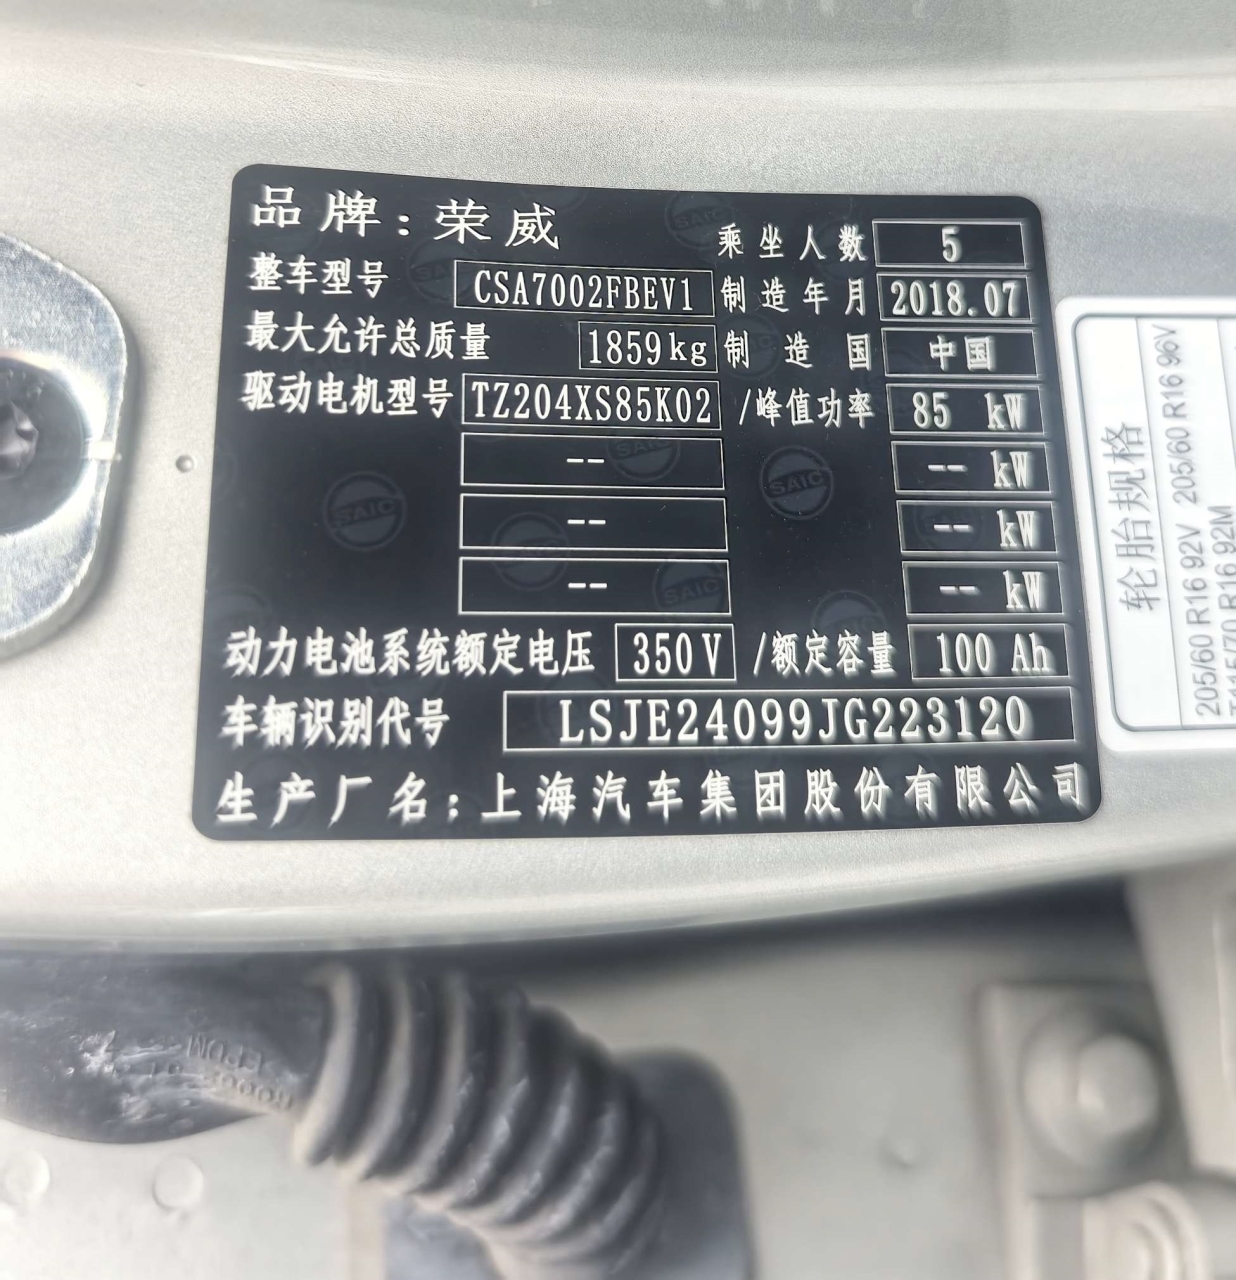 品牌：荣威
乘坐人数 5
整车型号 CSA7002FBEV1 制造年月 2018.07
最大允许总质量 1859kg 制造国 中国
驱动电机型号 TZ204XS85K02 /峰值功率 85 kW
-- -- kW
-- -- kW
-- -- kW
动力电池系统额定电压 350V /额定容量 100 Ah
车辆识别代号 LSJE24099JG223120
生产厂名：上海汽车集团股份有限公司
SAIC
轮胎规格
205/60 R16 92V 205/60 R16 96V
T115/70 R16 92M